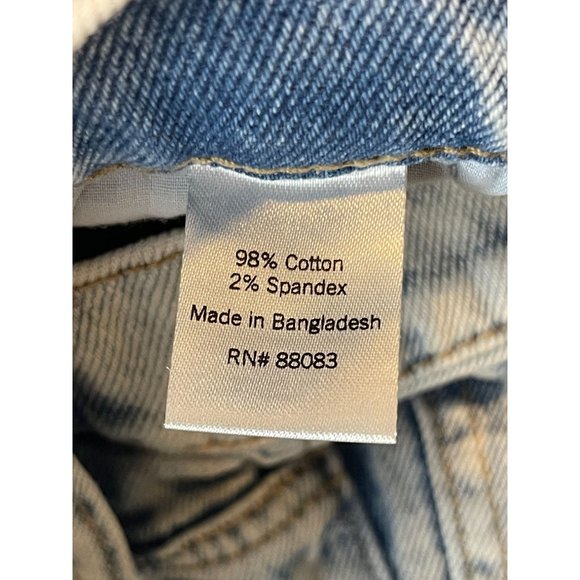 98% Cotton
2% Spandex
Made in Bangladesh
RN# 88083